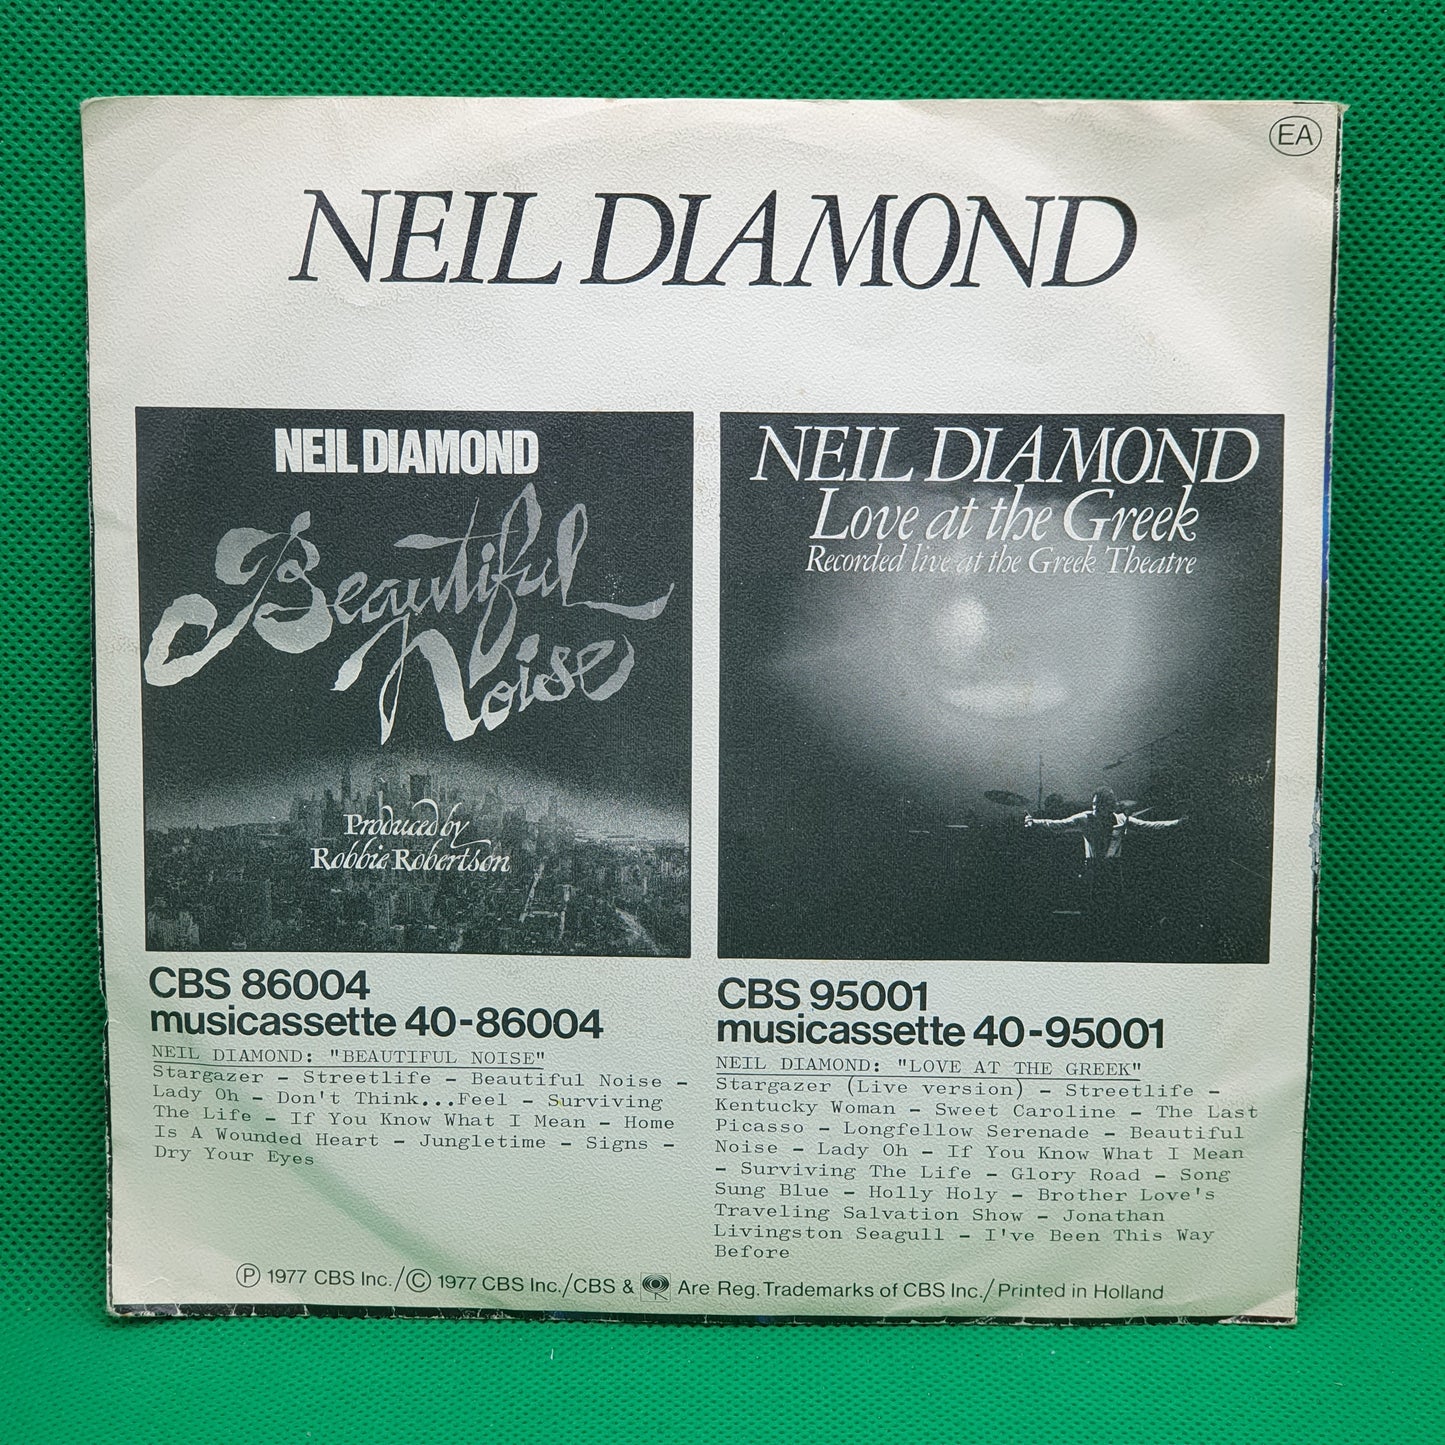 EA
NEIL DIAMOND
NEIL DIAMOND
Beautiful
Noise
Produced by
Robbie Robertson
CBS 86004
musicassette 40-86004
NEIL DIAMOND: "BEAUTIFUL NOISE"
Stargazer - Streetlife - Beautiful Noise -
Lady Oh - Don't Think...Feel - Surviving
The Life - If You Know What I Mean - Home
Is A Wounded Heart - Jungletime - Signs -
Dry Your Eyes
NEIL DIAMOND
Love at the Greek
Recorded live at the Greek Theatre
CBS 95001
musicassette 40-95001
NEIL DIAMOND: "LOVE AT THE GREEK"
Stargazer (Live version) - Streetlife -
Kentucky Woman - Sweet Caroline - The Last
Picasso - Longfellow Serenade - Beautiful
Noise - Lady Oh - If You Know What I Mean
- Surviving The Life - Glory Road - Song
Sung Blue - Holly Holy - Brother Love's
Traveling Salvation Show - Jonathan
Livingston Seagull - I've Been This Way
Before
Ⓟ 1977 CBS Inc./Ⓒ 1977 CBS Inc./CBS & Are Reg. Trademarks of CBS Inc./Printed in Holland